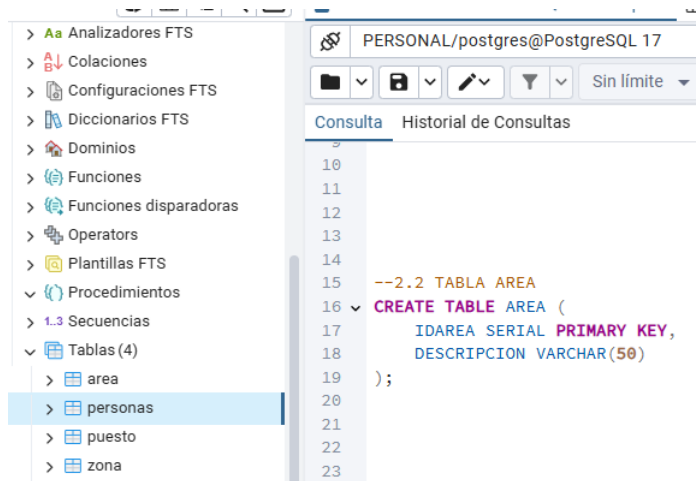 Aa Analizadores FTS
Colaciones
Configuraciones FTS
Diccionarios FTS
Dominios
Funciones
Funciones disparadoras
Operators
Plantillas FTS
Procedimientos
1..3 Secuencias
Tablas (4)
area
personas
puesto
zona
PERSONAL/postgres@PostgreSQL 17
Sin límite
Consulta Historial de Consultas
10
11
12
13
14
15 --2.2 TABLA AREA
16 CREATE TABLE AREA (
17 IDAREA SERIAL PRIMARY KEY,
18 DESCRIPCION VARCHAR(50)
19 );
20
21
22
23